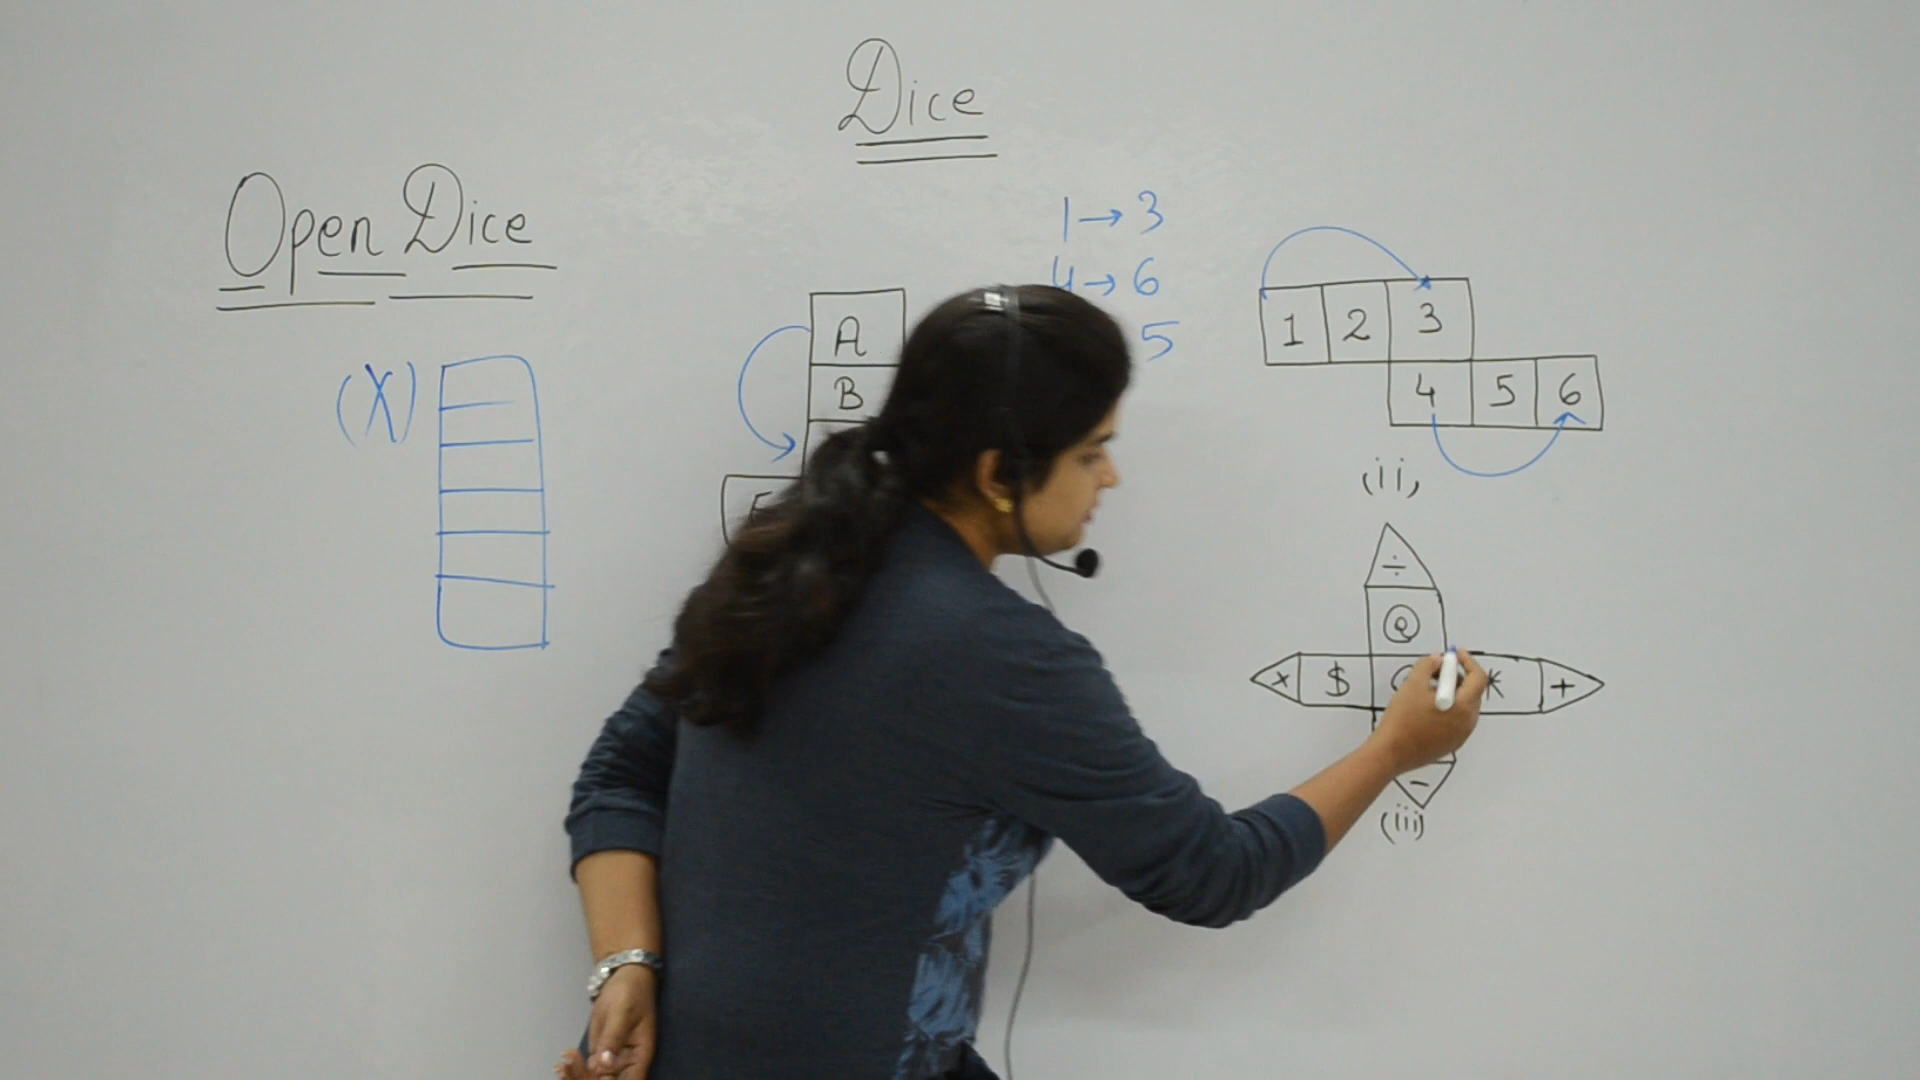 Dice
Open Dice
1 → 3
4 → 6
5
(X)
A
B
1 2 3
4 5 6
(ii)
÷
Q
x $ K +
-
(iii)